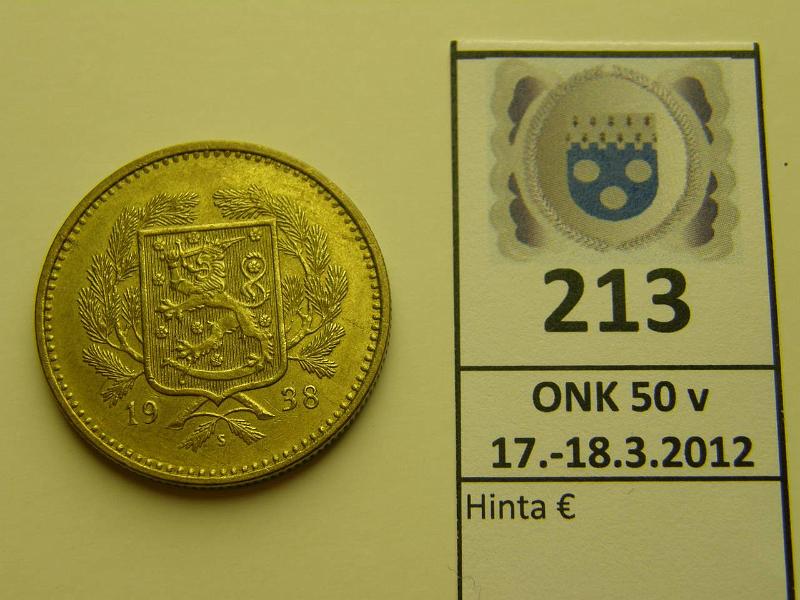 19 38
S
213
ONK 50 v
17.-18.3.2012
Hinta €